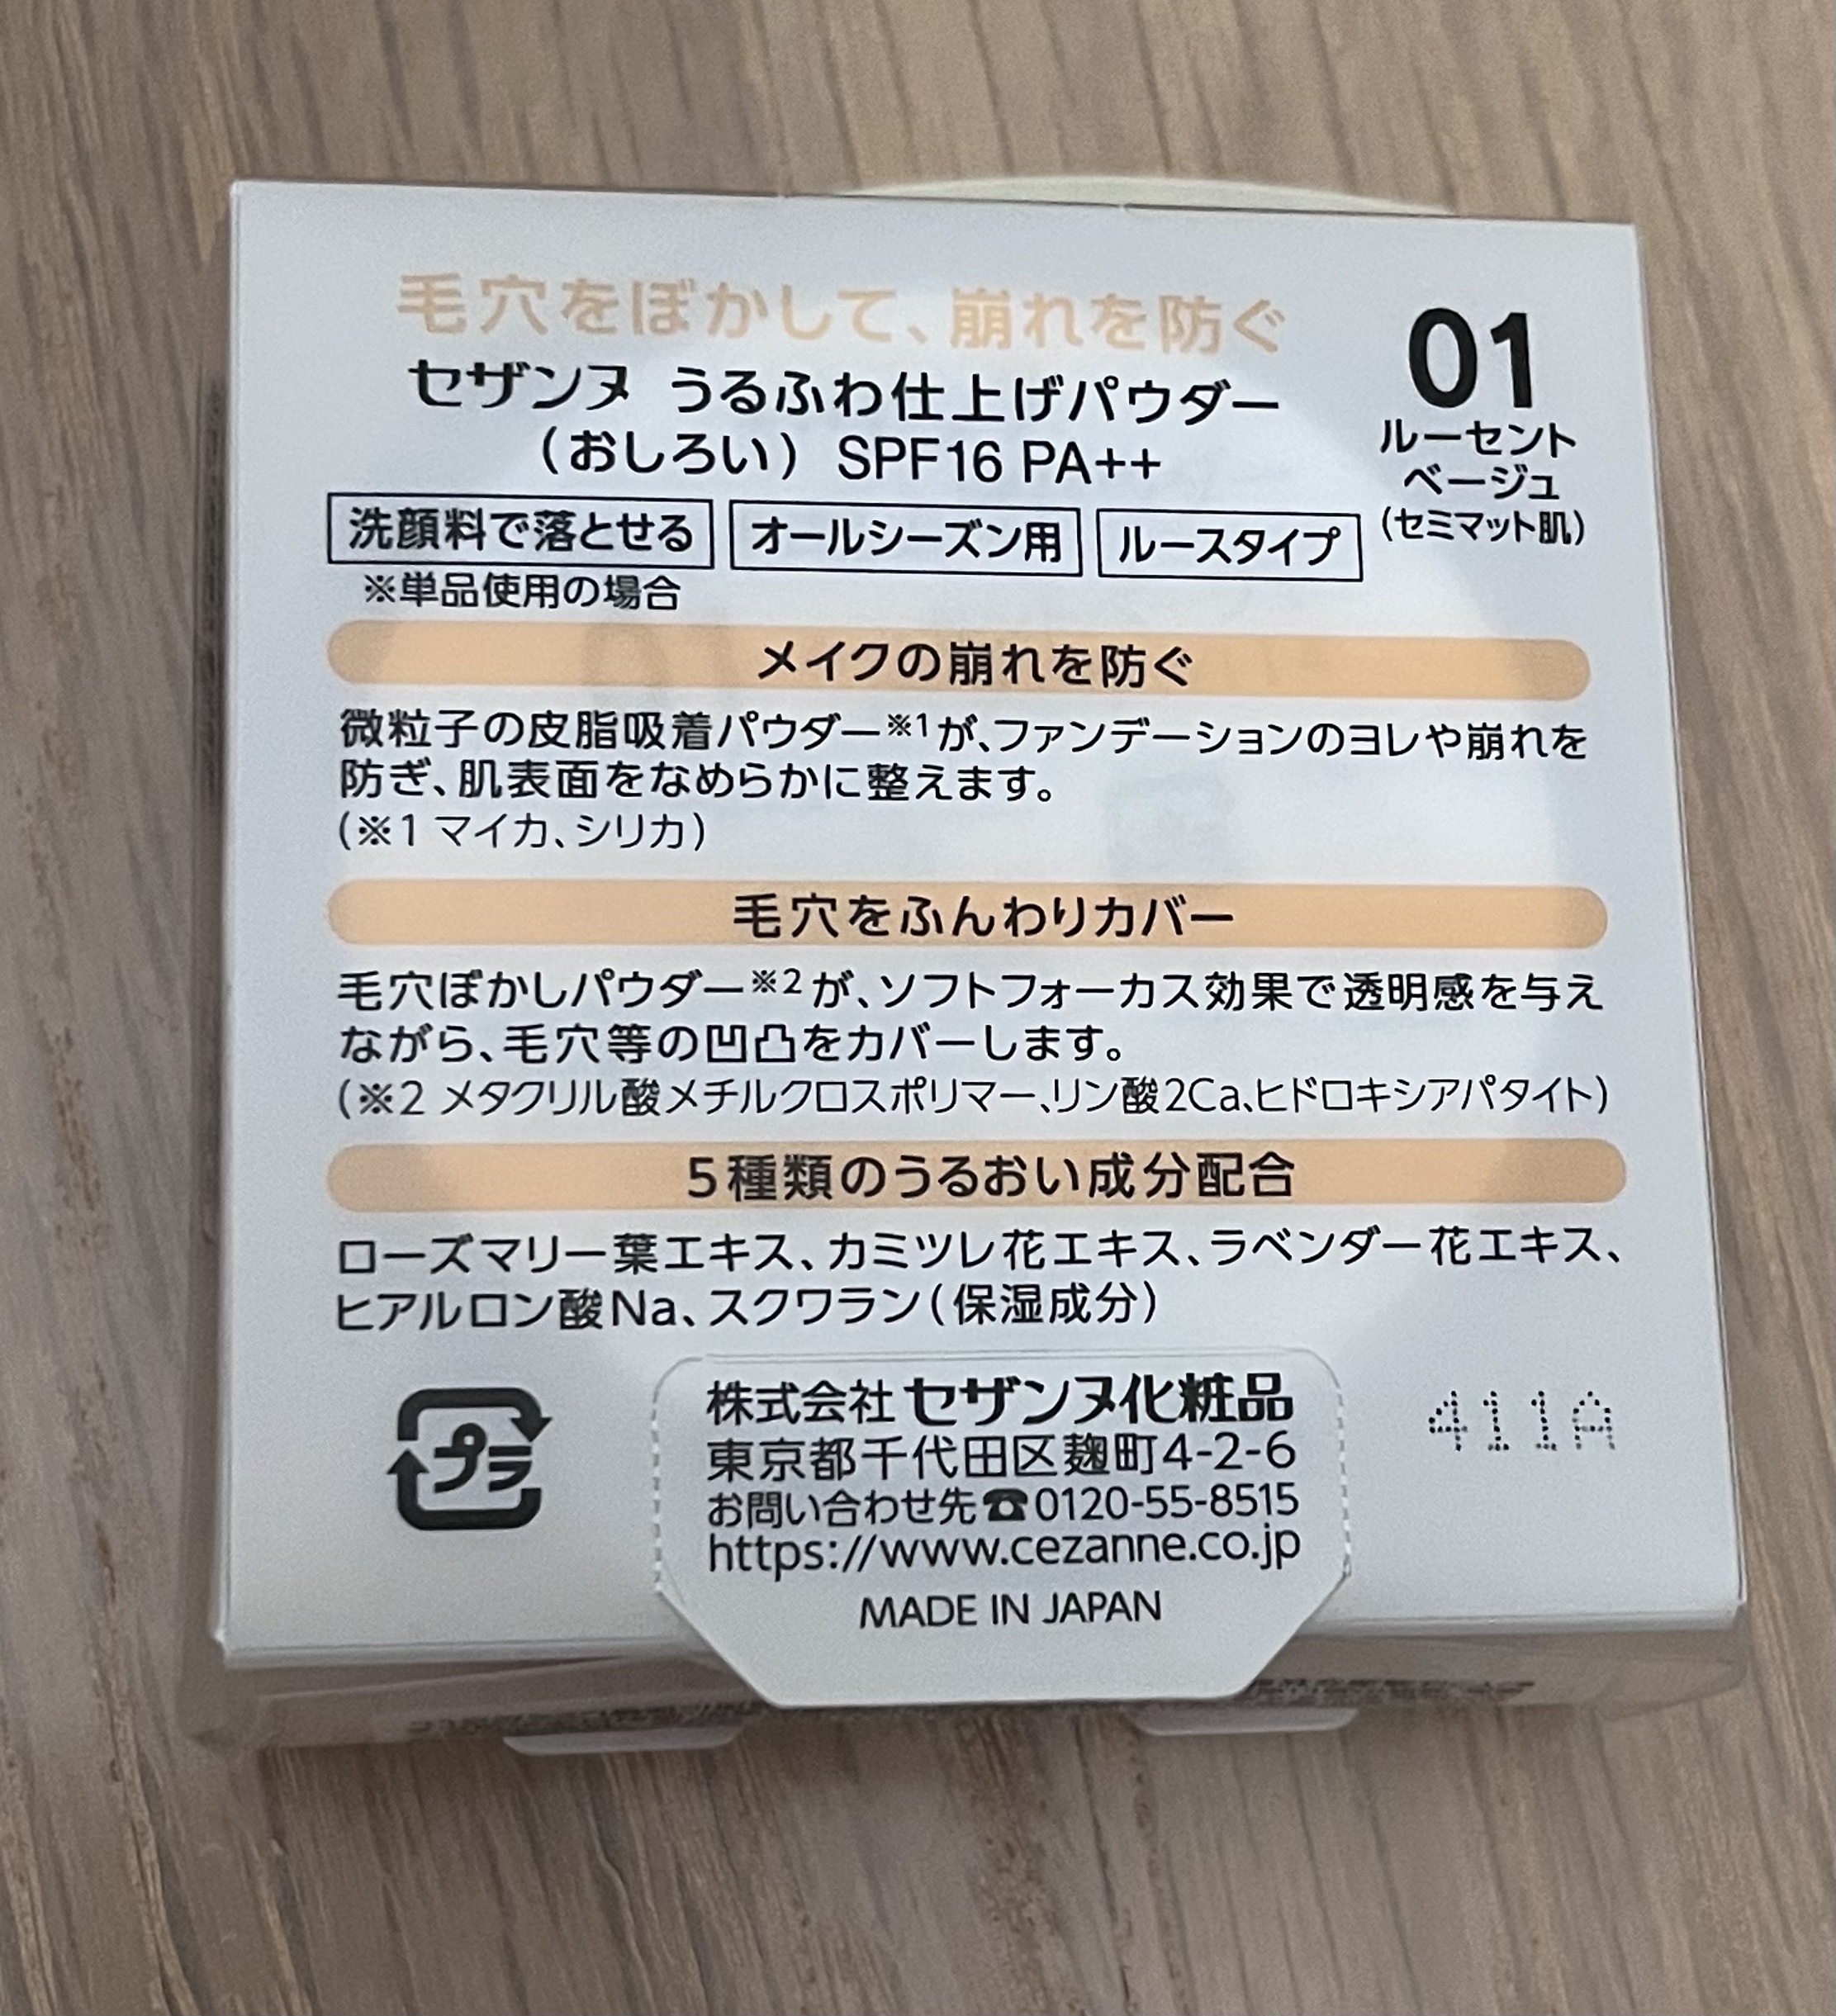 毛穴をぼかして、崩れを防ぐ
セザンヌ うるふわ仕上げパウダー
（おしろい）SPF16 PA++
01
ルーセント
ベージュ
（セミマット肌）
洗顔料で落とせる オールシーズン用 ルースタイプ
※単品使用の場合
メイクの崩れを防ぐ
微粒子の皮脂吸着パウダー※1が、ファンデーションのヨレや崩れを
防ぎ、肌表面をなめらかに整えます。
（※1 マイカ、シリカ）
毛穴をふんわりカバー
毛穴ぼかしパウダー※2が、ソフトフォーカス効果で透明感を与え
ながら、毛穴等の凹凸をカバーします。
（※2 メタクリル酸メチルクロスポリマー、リン酸2Ca、ヒドロキシアパタイト）
5種類のうるおい成分配合
ローズマリー葉エキス、カミツレ花エキス、ラベンダー花エキス、
ヒアルロン酸Na、スクワラン（保湿成分）
プラ
株式会社 セザンヌ化粧品
東京都千代田区麹町4-2-6
お問い合わせ先☎0120-55-8515
https://www.cezanne.co.jp
MADE IN JAPAN
411A